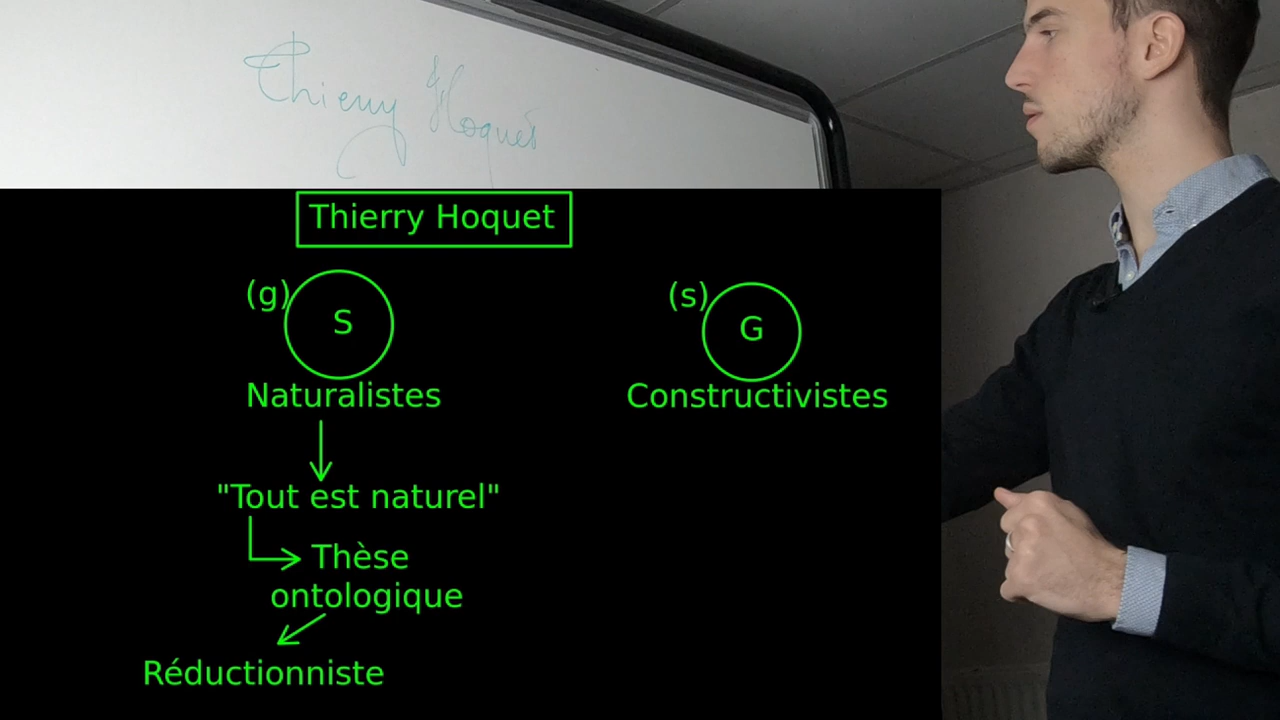 Thierry Hoquet
Thierry Hoquet
(g) S
(s) G
Naturalistes
Constructivistes
"Tout est naturel"
Thèse
ontologique
Réductionniste